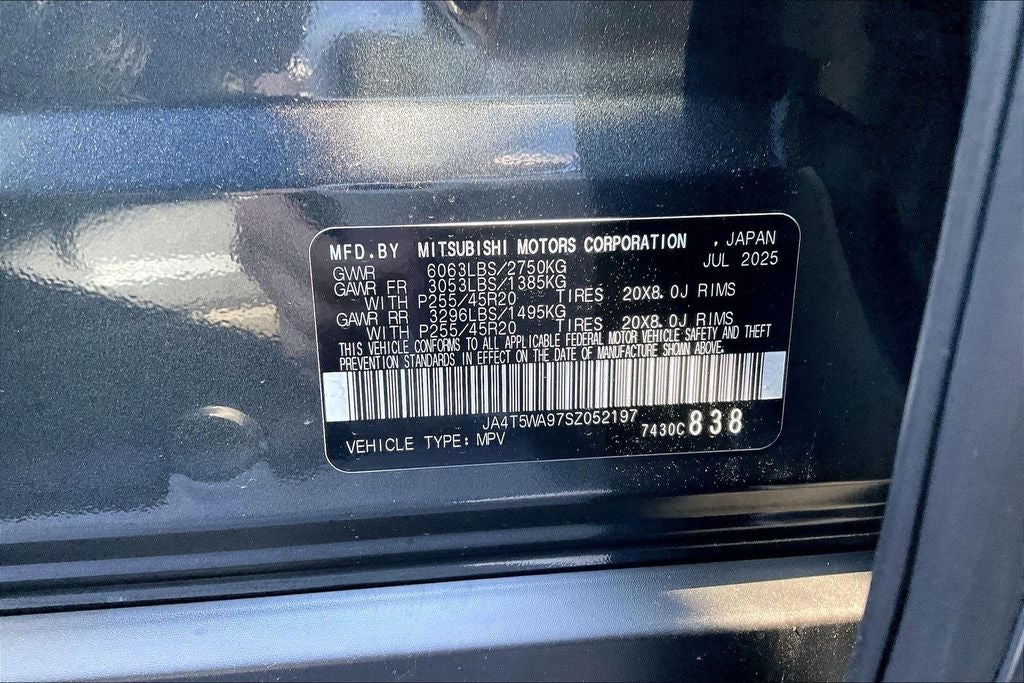 MFD.BY MITSUBISHI MOTORS CORPORATION , JAPAN
JUL 2025
GVWR 6063LBS/2750KG
GAWR FR 3053LBS/1385KG
WITH P255/45R20 TIRES 20X8.0J RIMS
GAWR RR 3296LBS/1495KG
WITH P255/45R20 TIRES 20X8.0J RIMS
THIS VEHICLE CONFORMS TO ALL APPLICABLE FEDERAL MOTOR VEHICLE SAFETY AND THEFT
PREVENTION STANDARDS IN EFFECT ON THE DATE OF MANUFACTURE SHOWN ABOVE.
JA4T5WA97SZ052197
7430C838
VEHICLE TYPE:MPV